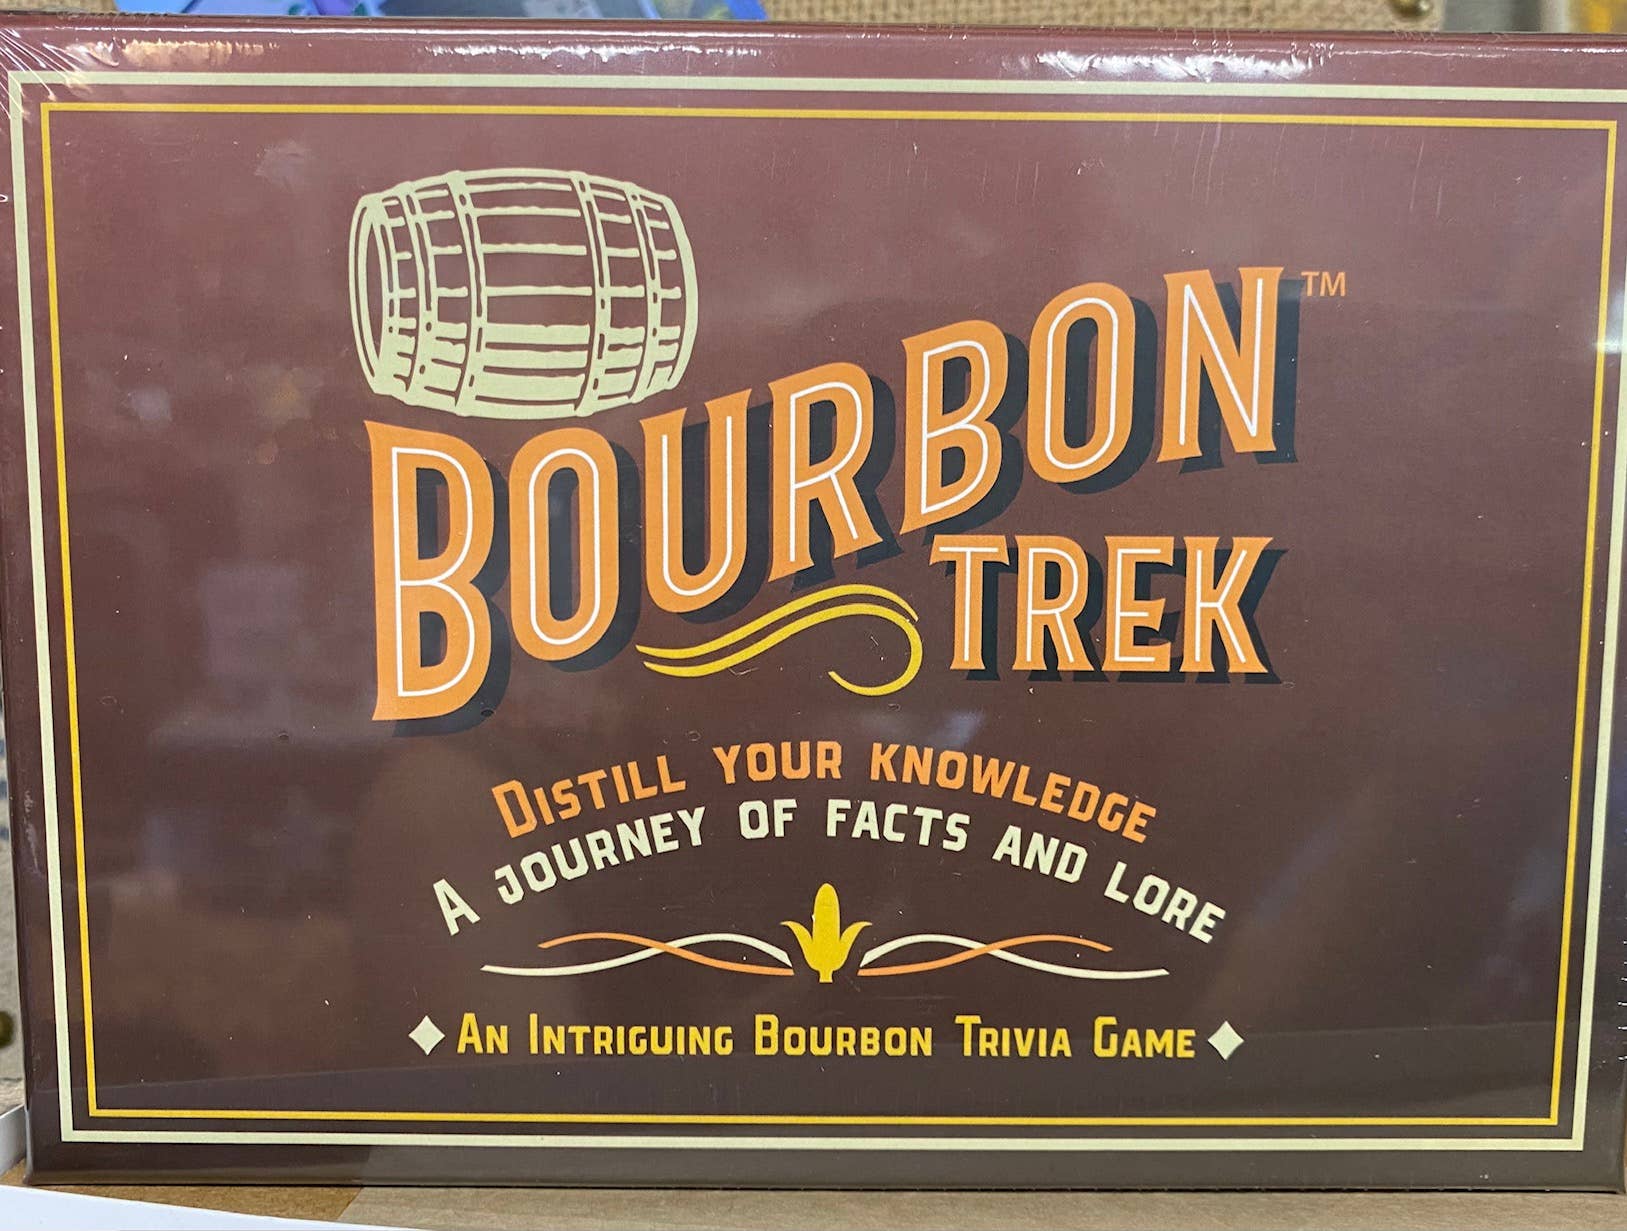 Bourbon™
Trek
Distill your knowledge
A journey of facts and lore
An Intriguing Bourbon Trivia Game